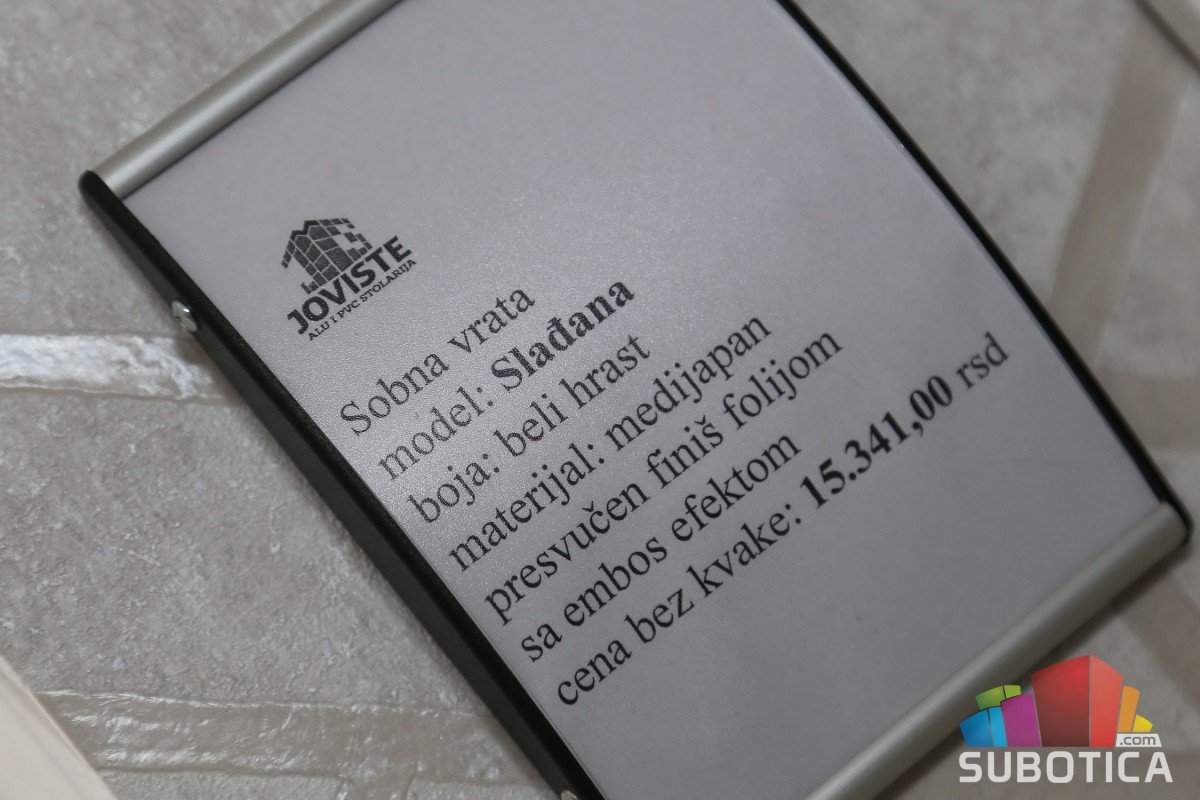 JOVISTE
ALU I PVC STOLARIJA
Sobna vrata
model: Slađana
boja: beli hrast
materijal: medijapan
presvučen finiš folijom
sa embos efektom
cena bez kvake: 15.341,00 rsd
.com
SUBOTICA